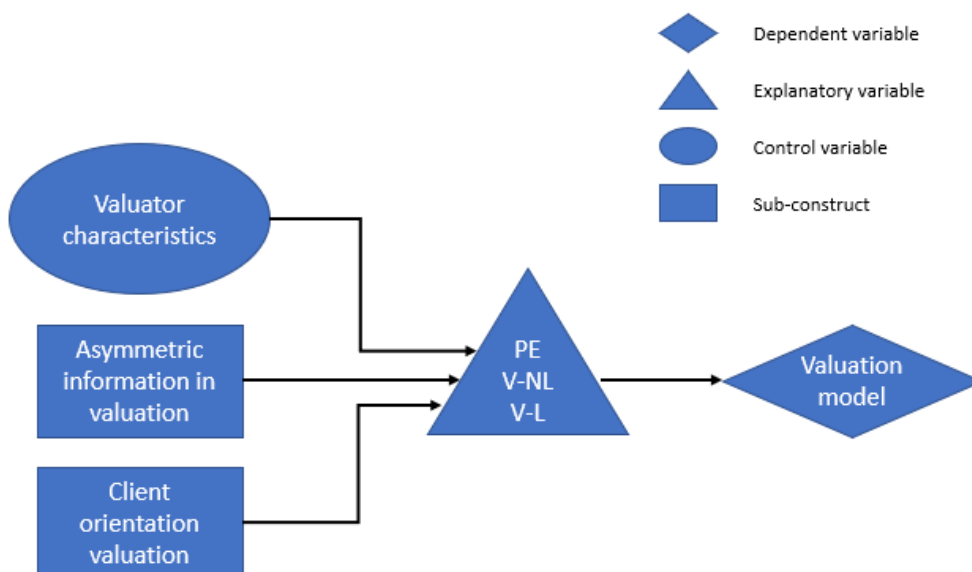 Dependent variable
Explanatory variable
Control variable
Sub-construct
Valuator
characteristics
Asymmetric
information in
valuation
Client
orientation
valuation
PE
V-NL
V-L
Valuation
model